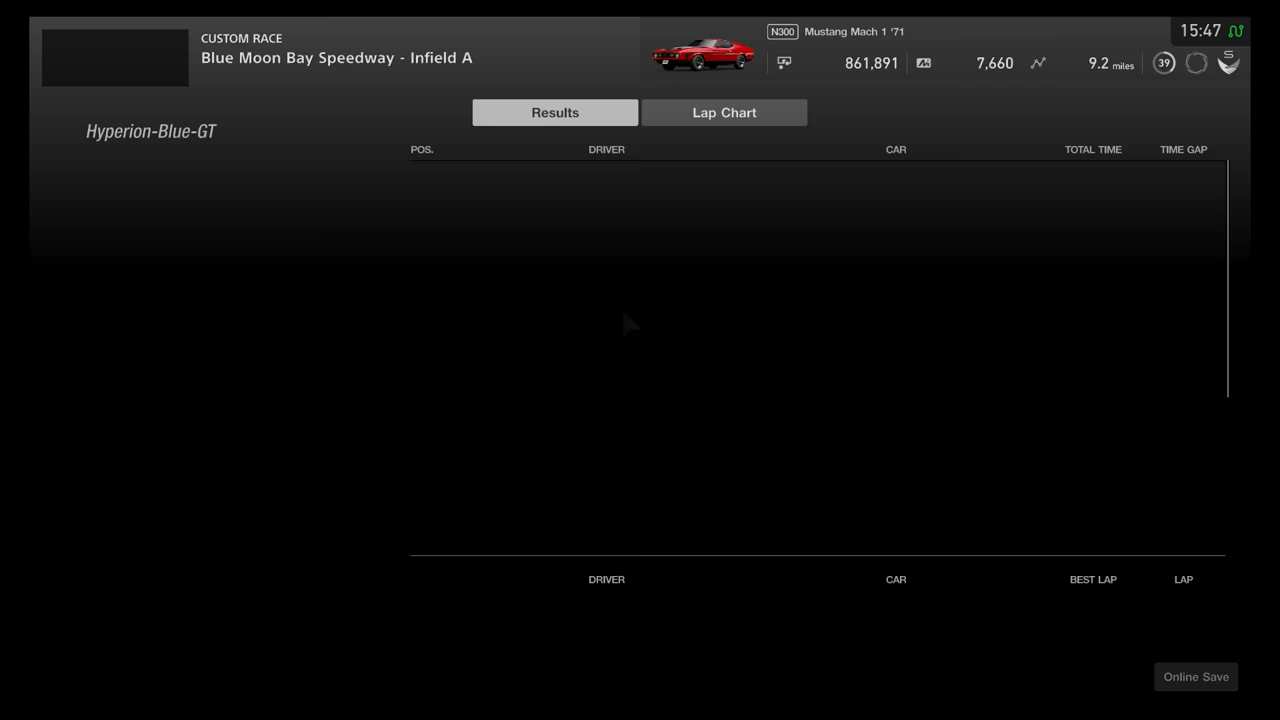 CUSTOM RACE
Blue Moon Bay Speedway - Infield A
N300 Mustang Mach 1 '71
861,891 7,660 9.2 miles 39 S
15:47
Results Lap Chart
Hyperion-Blue-GT
POS. DRIVER CAR TOTAL TIME TIME GAP
DRIVER CAR BEST LAP LAP
Online Save